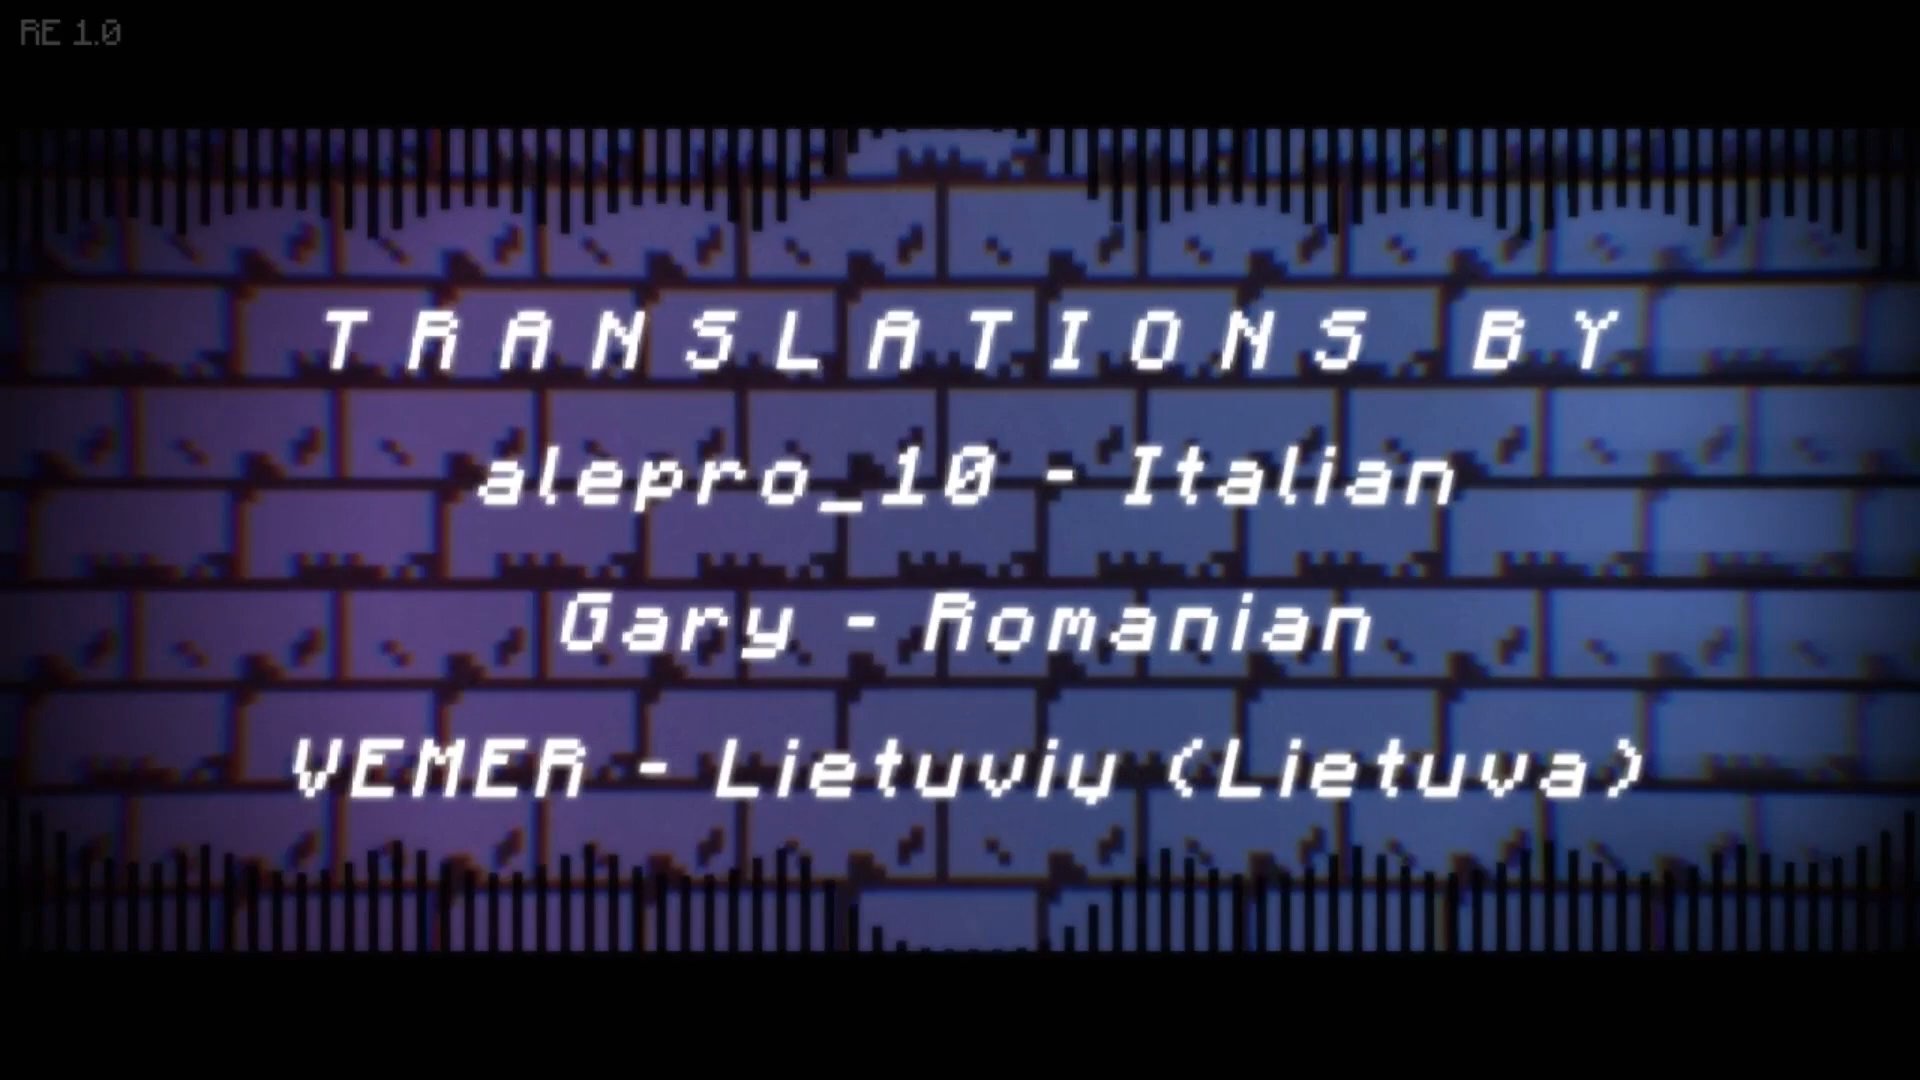 RE 1.0
TRANSLATIONS BY
alepro_10 - Italian
Gary - Romanian
VEMER - Lietuvių (Lietuva)